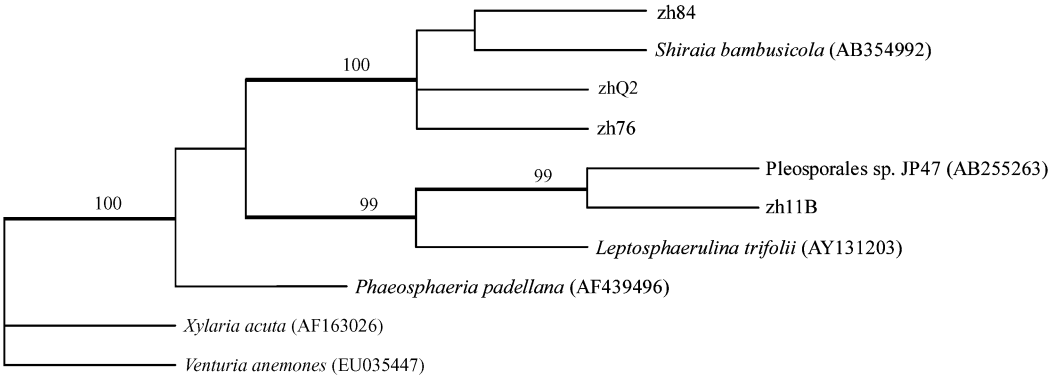 zh84
Shiraia bambusicola (AB354992)
100
zhQ2
zh76
Pleosporales sp. JP47 (AB255263)
99
zh11B
100
99
Leptosphaerulina trifolii (AY131203)
Phaeosphaeria padellana (AF439496)
Xylaria acuta (AF163026)
Venturia anemones (EU035447)